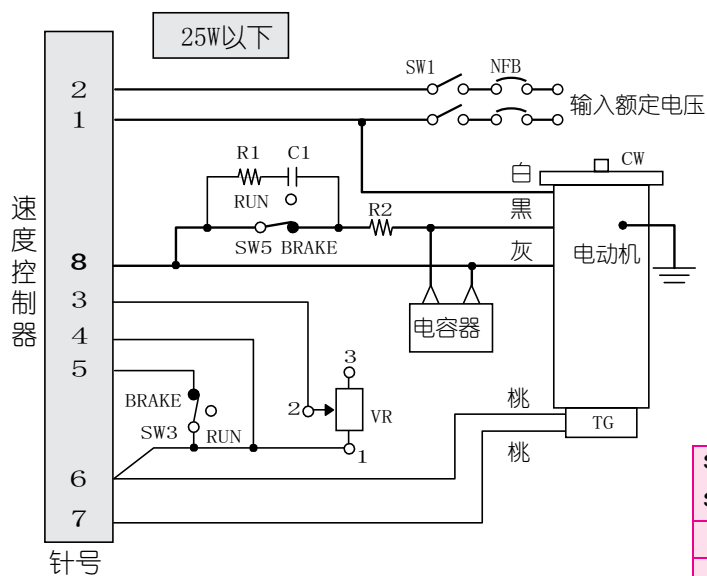 25W以下
2
SW1
NFB
1
输入额定电压
R1
C1
白
CW
RUN
黑
R2
SW5 BRAKE
灰
电动机
速度控制器
8
3
电容器
4
3
5
BRAKE
2
VR
桃
SW3
RUN
TG
1
桃
6
7
针号